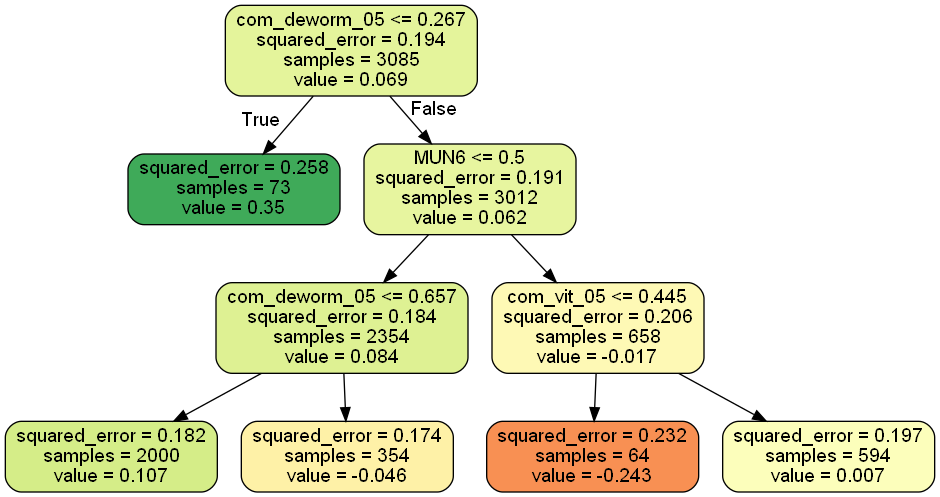 com_deworm_05 <= 0.267
squared_error = 0.194
samples = 3085
value = 0.069
True
False
squared_error = 0.258
samples = 73
value = 0.35
MUN6 <= 0.5
squared_error = 0.191
samples = 3012
value = 0.062
com_deworm_05 <= 0.657
squared_error = 0.184
samples = 2354
value = 0.084
com_vit_05 <= 0.445
squared_error = 0.206
samples = 658
value = -0.017
squared_error = 0.182
samples = 2000
value = 0.107
squared_error = 0.174
samples = 354
value = -0.046
squared_error = 0.232
samples = 64
value = -0.243
squared_error = 0.197
samples = 594
value = 0.007